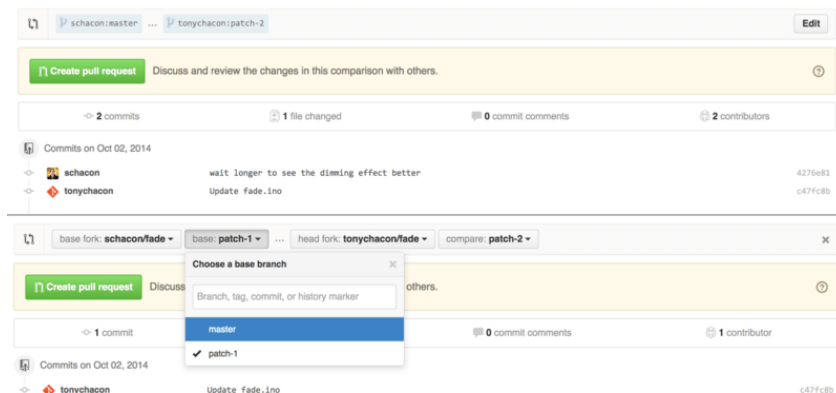 schacon:master ... tonychacon:patch-2 Edit
Create pull request Discuss and review the changes in this comparison with others.
2 commits 1 file changed 0 commit comments 2 contributors
Commits on Oct 02, 2014
schacon wait longer to see the dimming effect better 4276e81
tonychacon Update fade.ino c47fc8b
base fork: schacon/fade base: patch-1 ... head fork: tonychacon/fade compare: patch-2
Choose a base branch
Create pull request Discuss others.
Branch, tag, commit, or history marker
1 commit master 0 commit comments 1 contributor
patch-1
Commits on Oct 02, 2014
tonychacon Update fade.ino c47fc8b